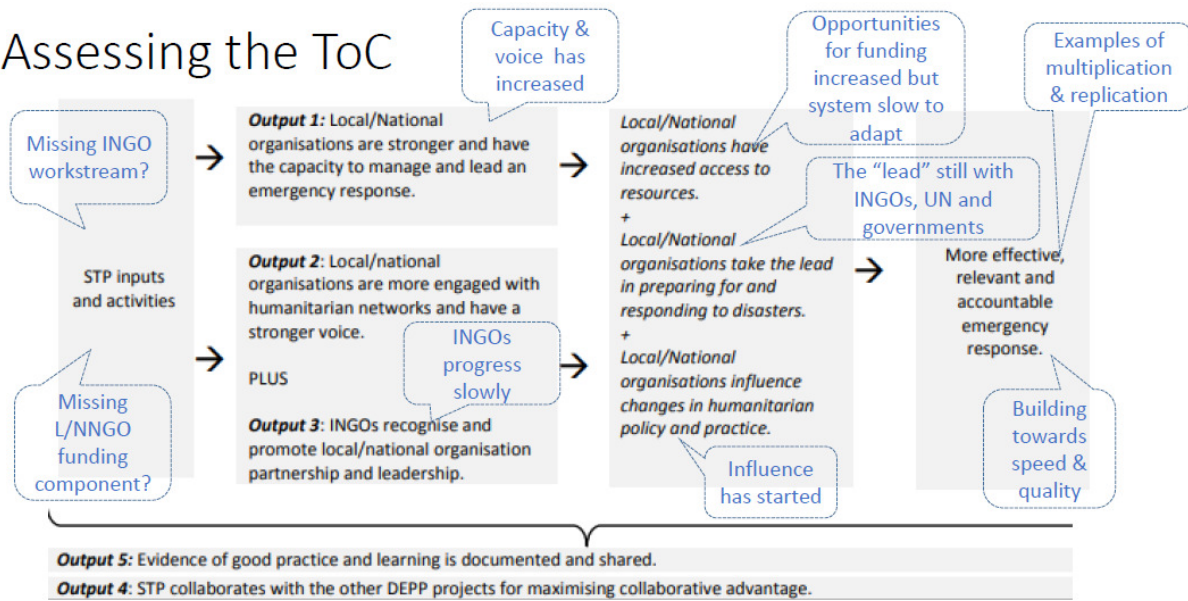 Assessing the ToC
Missing INGO
workstream?
STP inputs
and activities
Missing
L/NNGO
funding
component?
Capacity &
voice has
increased
Output 1: Local/National
organisations are stronger and have
the capacity to manage and lead an
emergency response.
Output 2: Local/national
organisations are more engaged with
humanitarian networks and have a
stronger voice.
PLUS
INGOs
progress
slowly
Output 3: INGOs recognise and
promote local/national organisation
partnership and leadership.
Opportunities
for funding
increased but
system slow to
adapt
Local/National
organisations have
increased access to
resources.
+
The “lead” still with
INGOs, UN and
governments
Local/National
organisations take the lead
in preparing for and
responding to disasters.
+
Local/National
organisations influence
changes in humanitarian
policy and practice.
Influence
has started
Examples of
multiplication
& replication
More effective,
relevant and
accountable
emergency
response.
Building
towards
speed &
quality
Output 5: Evidence of good practice and learning is documented and shared.
Output 4: STP collaborates with the other DEPP projects for maximising collaborative advantage.